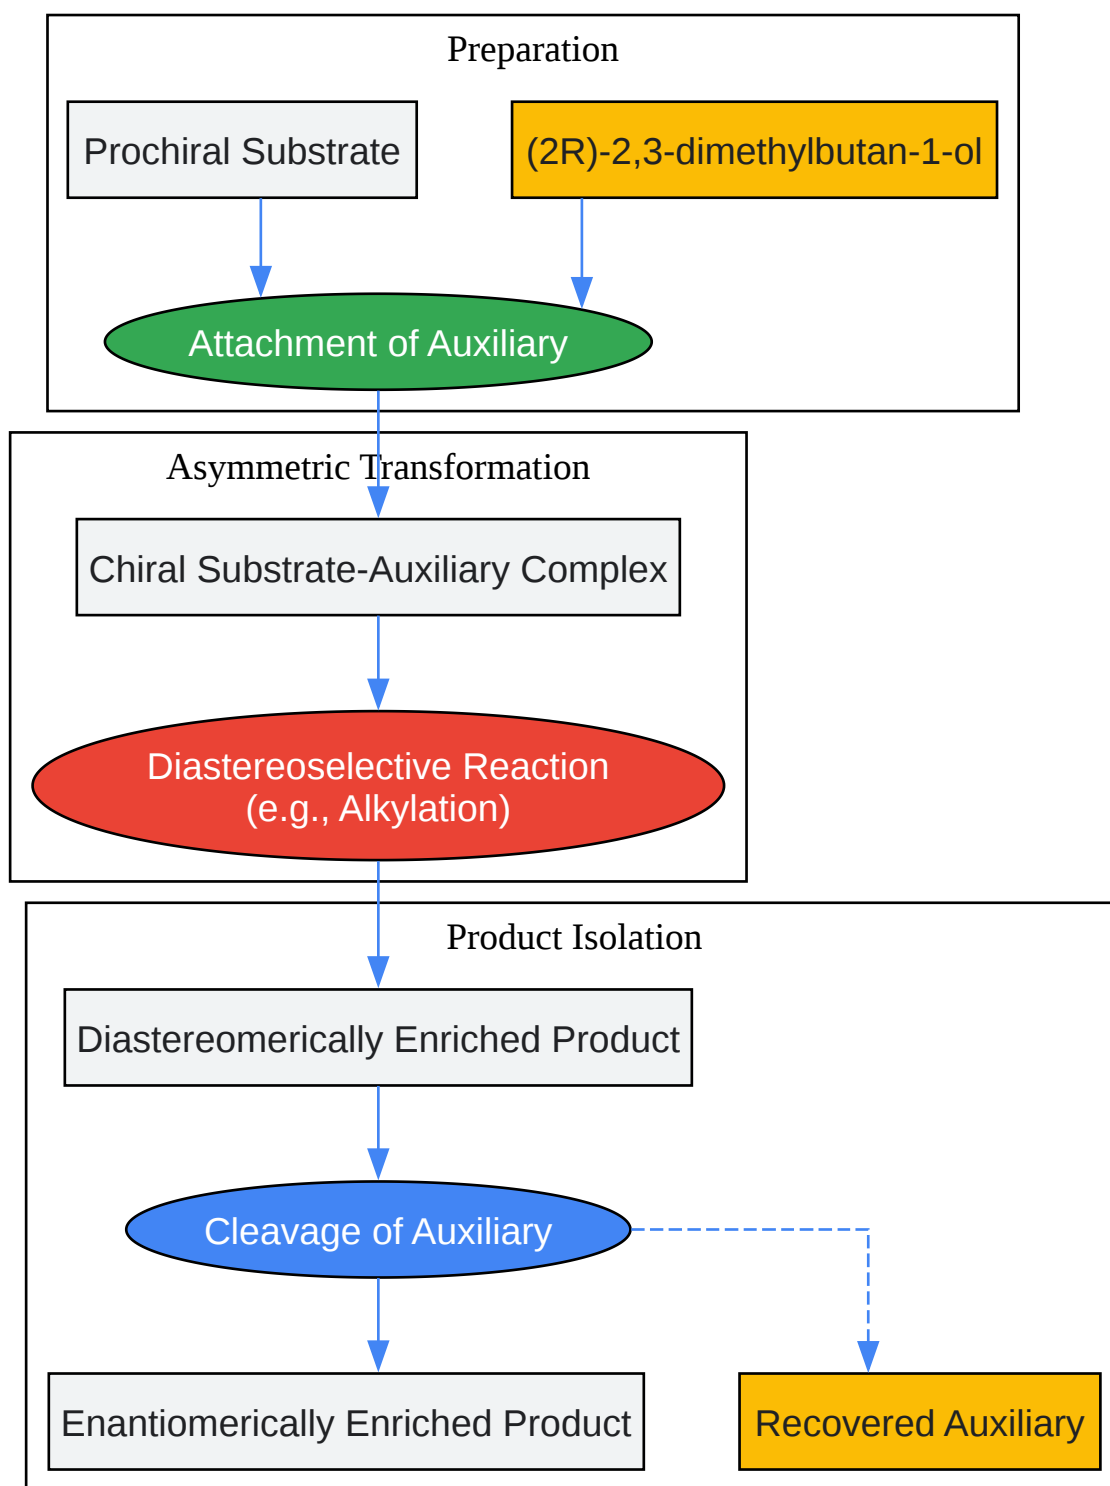 Preparation
Prochiral Substrate
(2R)-2,3-dimethylbutan-1-ol
Attachment of Auxiliary
Asymmetric Transformation
Chiral Substrate-Auxiliary Complex
Diastereoselective Reaction
(e.g., Alkylation)
Product Isolation
Diastereomerically Enriched Product
Cleavage of Auxiliary
Enantiomerically Enriched Product
Recovered Auxiliary